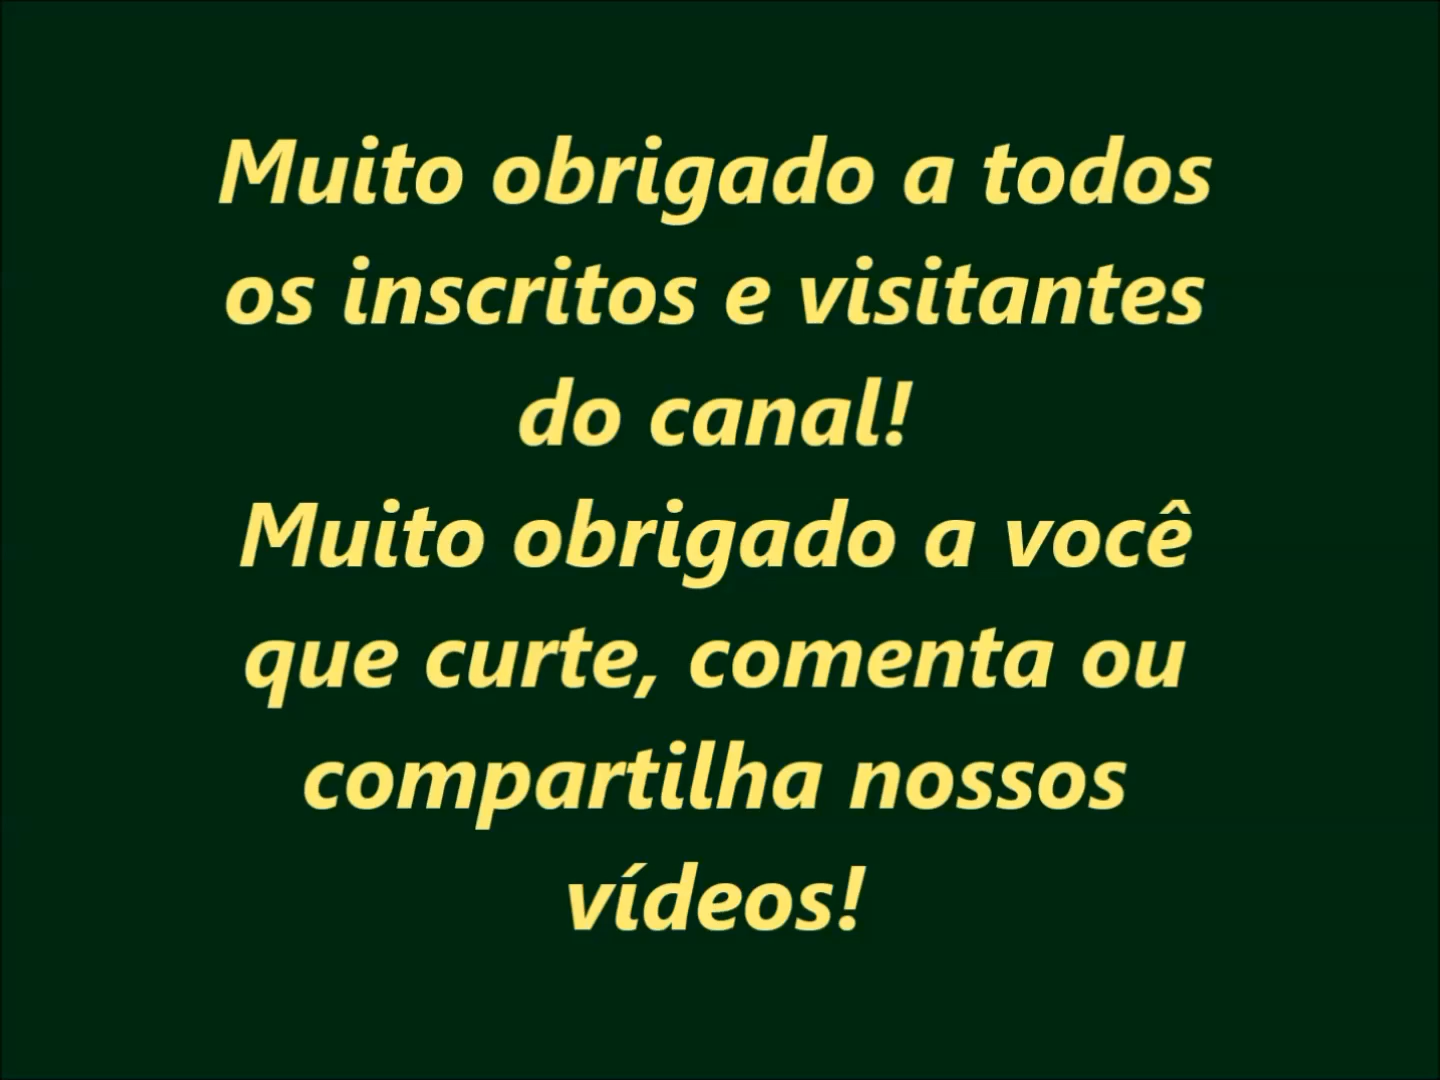 Muito obrigado a todos
os inscritos e visitantes
do canal!
Muito obrigado a você
que curte, comenta ou
compartilha nossos
vídeos!